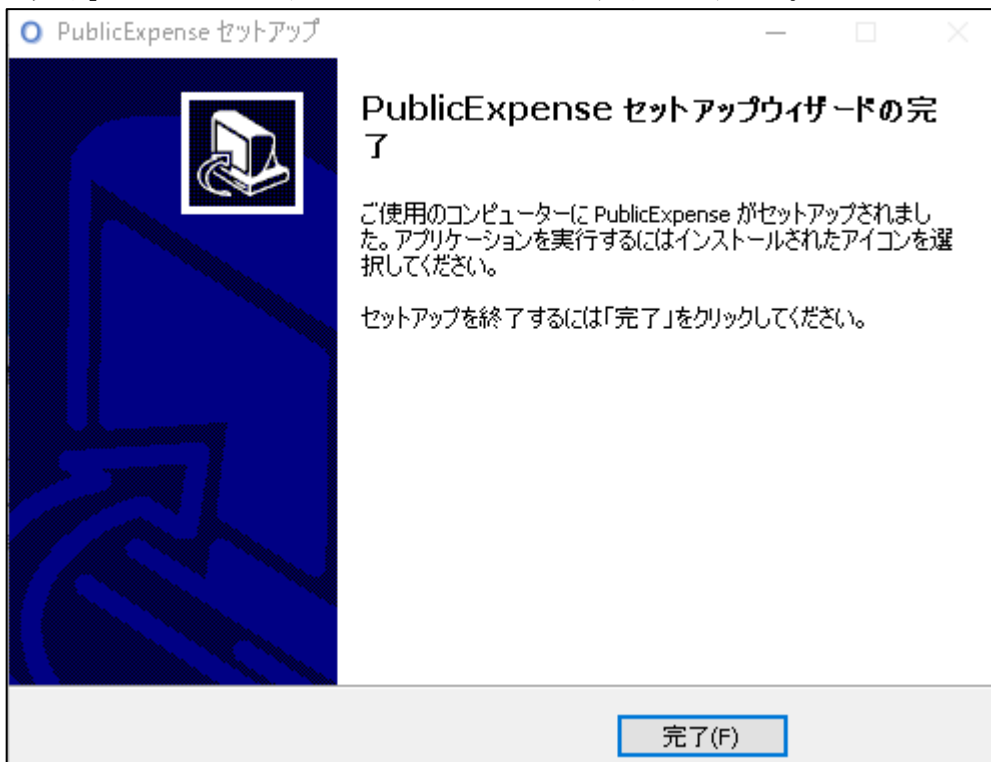 PublicExpense セットアップ
PublicExpense セットアップウィザードの完
了
ご使用のコンピューターに PublicExpense がセットアップされまし
た。アプリケーションを実行するにはインストールされたアイコンを選
択してください。
セットアップを終了するには「完了」をクリックしてください。
完了(F)